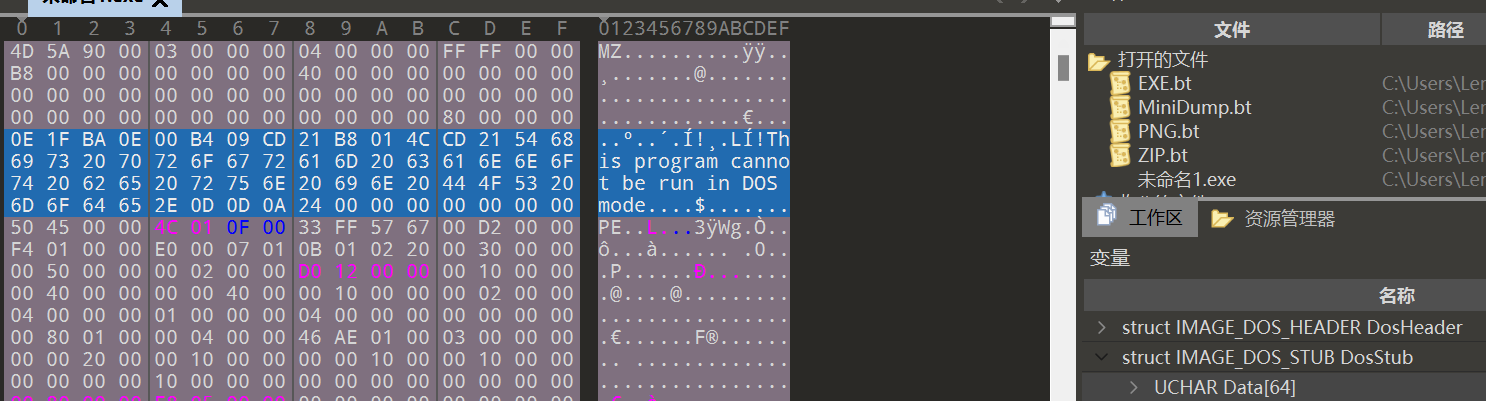 未命名1.exe
0 1 2 3 4 5 6 7 8 9 A B C D E F 0123456789ABCDEF
4D 5A 90 00 03 00 00 00 04 00 00 00 FF FF 00 00 MZ..........ÿÿ..
B8 00 00 00 00 00 00 00 40 00 00 00 00 00 00 00 ¸.......@.......
00 00 00 00 00 00 00 00 00 00 00 00 00 00 00 00 ................
00 00 00 00 00 00 00 00 00 00 00 00 80 00 00 00 ............€...
0E 1F BA 0E 00 B4 09 CD 21 B8 01 4C CD 21 54 68 ..º..´.Í!¸.LÍ!Th
69 73 20 70 72 6F 67 72 61 6D 20 63 61 6E 6E 6F is program canno
74 20 62 65 20 72 75 6E 20 69 6E 20 44 4F 53 20 t be run in DOS
6D 6F 64 65 2E 0D 0D 0A 24 00 00 00 00 00 00 00 mode....$.......
50 45 00 00 4C 01 0F 00 33 FF 57 67 00 D2 00 00 PE..L...3ÿWg.Ò..
F4 01 00 00 E0 00 07 01 0B 01 02 20 00 30 00 00 ô...à...... .0..
00 50 00 00 00 02 00 00 D0 12 00 00 00 10 00 00 .P......Ð.......
00 40 00 00 00 00 40 00 00 10 00 00 00 02 00 00 .@....@.........
04 00 00 00 01 00 00 00 04 00 00 00 00 00 00 00 ................
00 80 01 00 00 04 00 00 46 AE 01 00 03 00 00 00 .€......F®......
00 00 20 00 00 10 00 00 00 00 10 00 00 10 00 00 .. .............
00 00 00 00 10 00 00 00 00 00 00 00 00 00 00 00 ................
文件 路径
打开的文件
EXE.bt C:\Users\Ler
MiniDump.bt C:\Users\Ler
PNG.bt C:\Users\Ler
ZIP.bt C:\Users\Ler
未命名1.exe C:\Users\Ler
工作区 资源管理器
变量
名称
struct IMAGE_DOS_HEADER DosHeader
struct IMAGE_DOS_STUB DosStub
UCHAR Data[64]